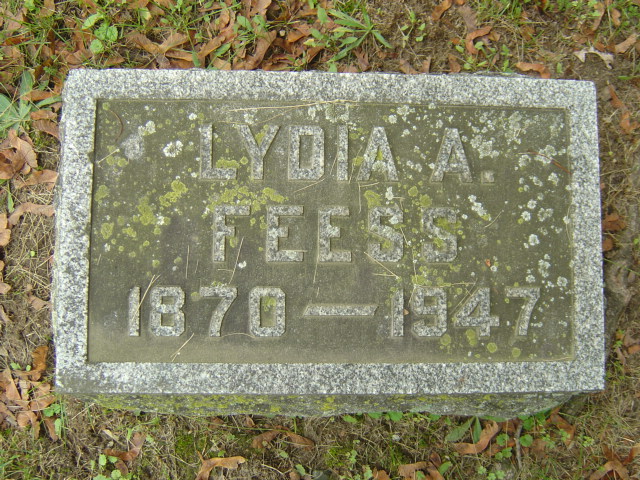 LYDIA A.
FEESS
1870 — 1947